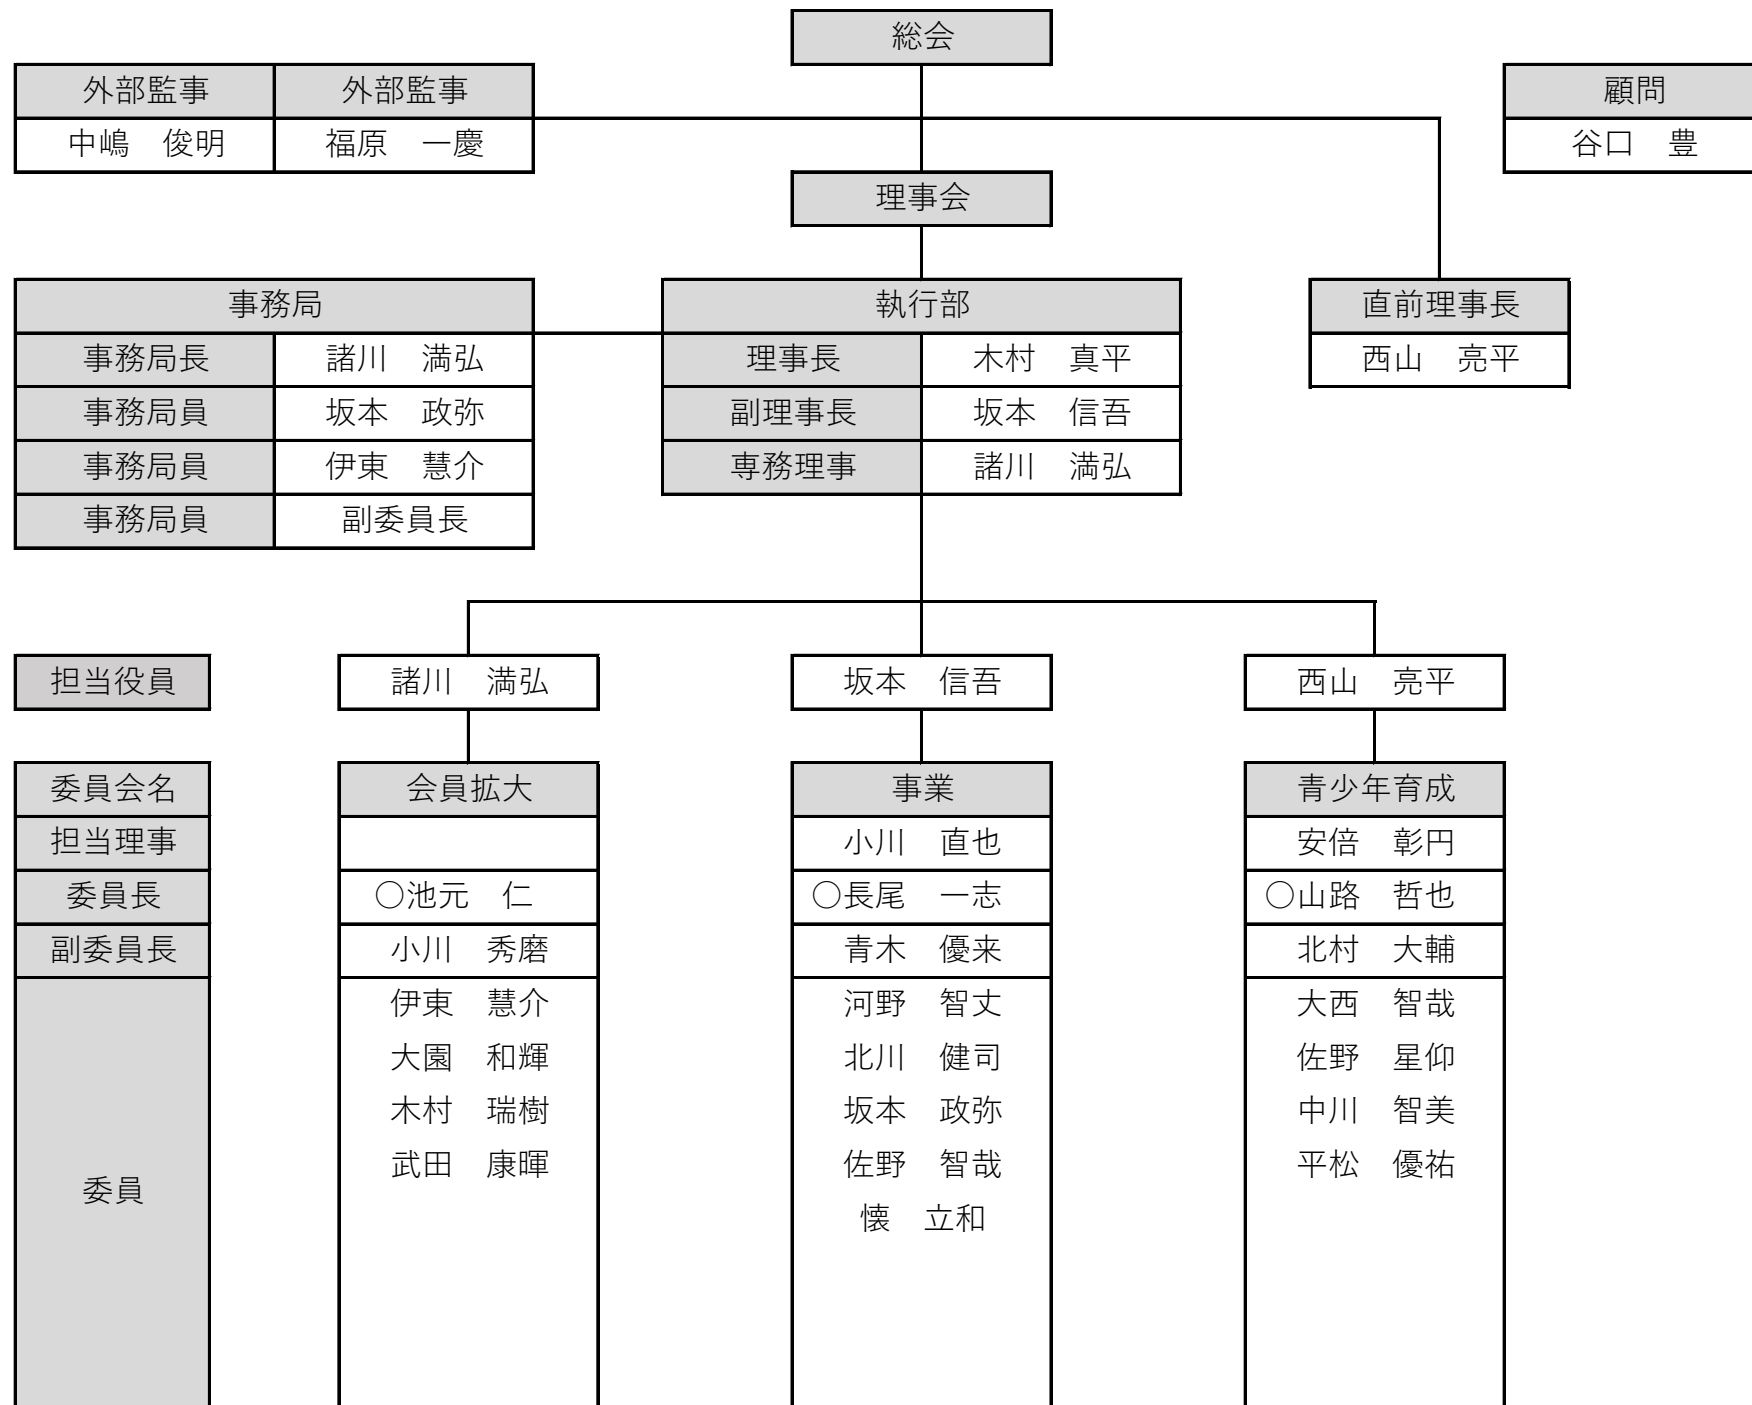 総会
外部監事 外部監事
中嶋 俊明 福原 一慶
顧問
谷口 豊
理事会
事務局
事務局長 諸川 満弘
事務局員 坂本 政弥
事務局員 伊東 慧介
事務局員 副委員長
執行部
理事長 木村 真平
副理事長 坂本 信吾
専務理事 諸川 満弘
直前理事長
西山 亮平
担当役員 諸川 満弘 坂本 信吾 西山 亮平
委員会名 会員拡大 事業 青少年育成
担当理事 小川 直也 安倍 彰円
委員長 〇池元 仁 〇長尾 一志 〇山路 哲也
副委員長 小川 秀磨 青木 優来 北村 大輔
伊東 慧介 河野 智丈 大西 智哉
大園 和輝 北川 健司 佐野 星仰
木村 瑞樹 坂本 政弥 中川 智美
武田 康暉 佐野 智哉 平松 優祐
委員
懐 立和